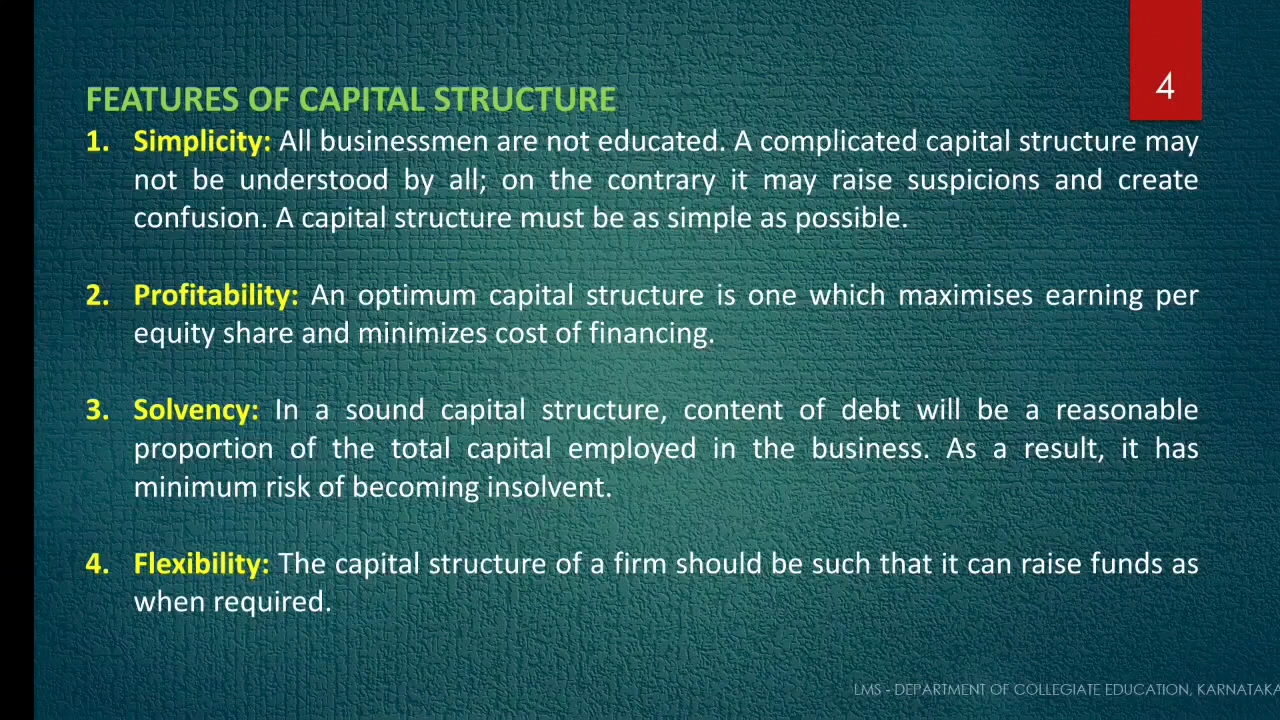 4
FEATURES OF CAPITAL STRUCTURE
1. Simplicity: All businessmen are not educated. A complicated capital structure may
not be understood by all; on the contrary it may raise suspicions and create
confusion. A capital structure must be as simple as possible.
2. Profitability: An optimum capital structure is one which maximises earning per
equity share and minimizes cost of financing.
3. Solvency: In a sound capital structure, content of debt will be a reasonable
proportion of the total capital employed in the business. As a result, it has
minimum risk of becoming insolvent.
4. Flexibility: The capital structure of a firm should be such that it can raise funds as
when required.
LMS - DEPARTMENT OF COLLEGIATE EDUCATION, KARNATAKA